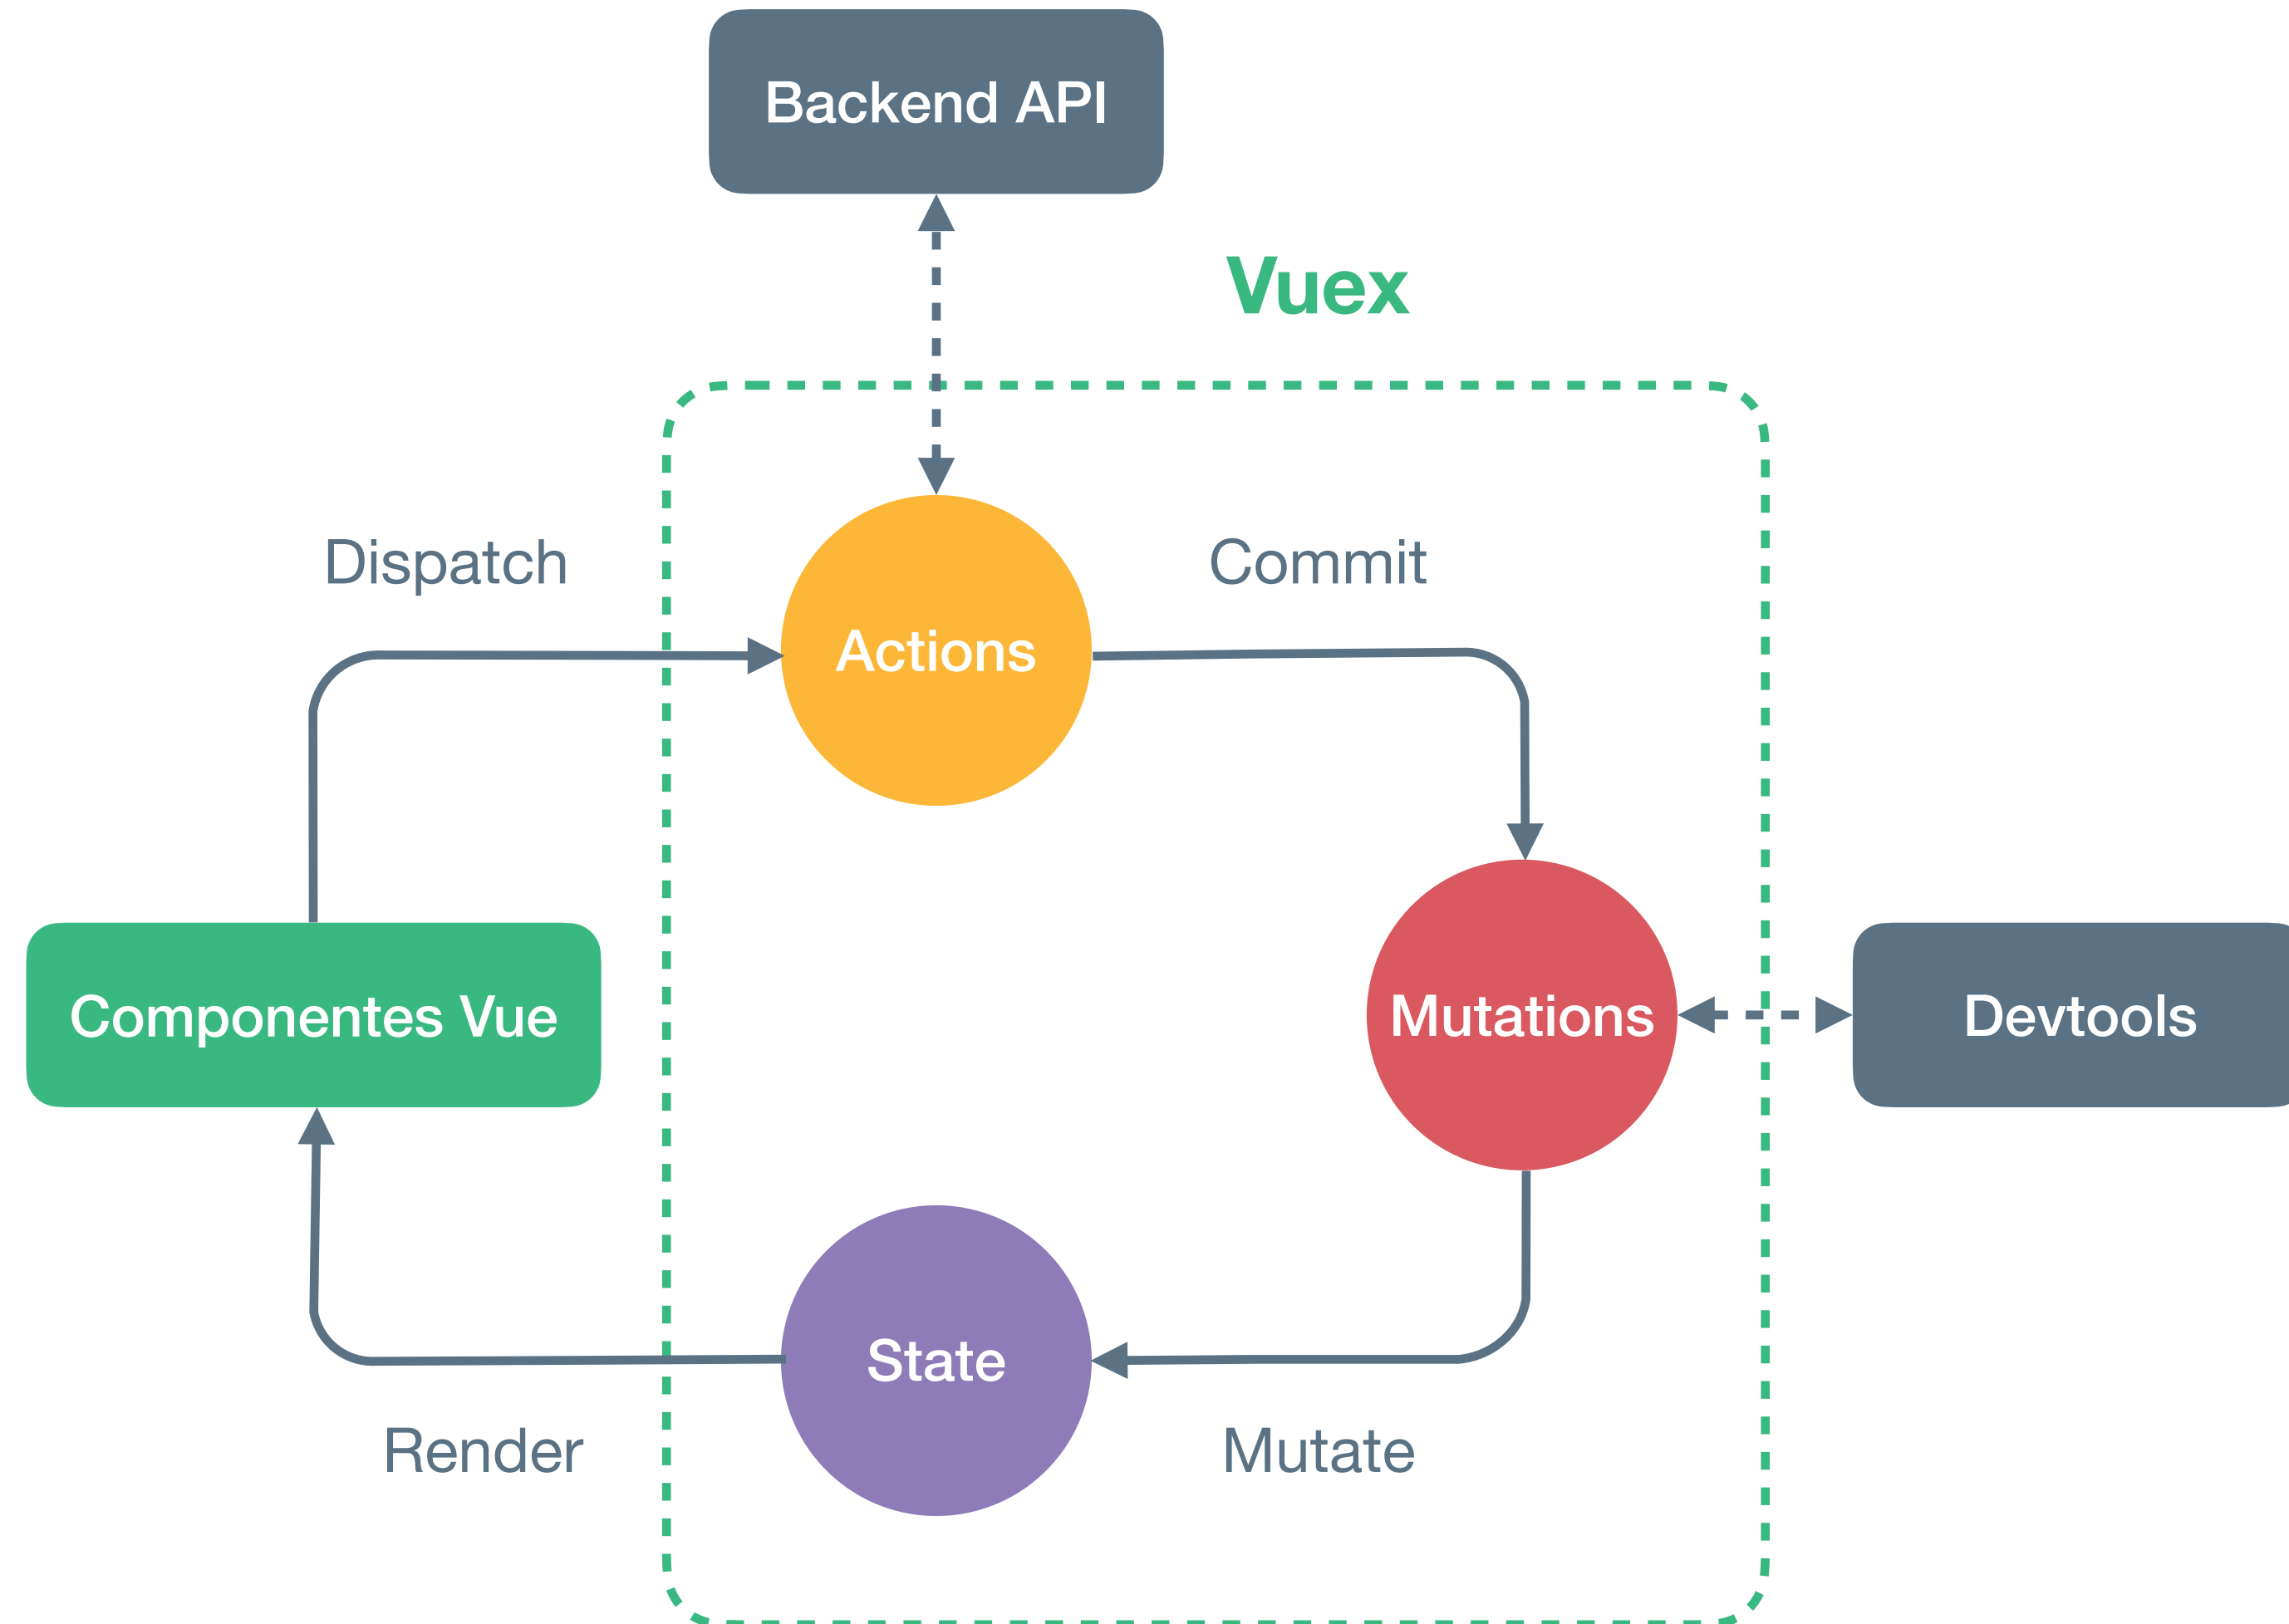 Backend API
Vuex
Dispatch
Commit
Actions
Componentes Vue
Mutations
Devtools
State
Render
Mutate